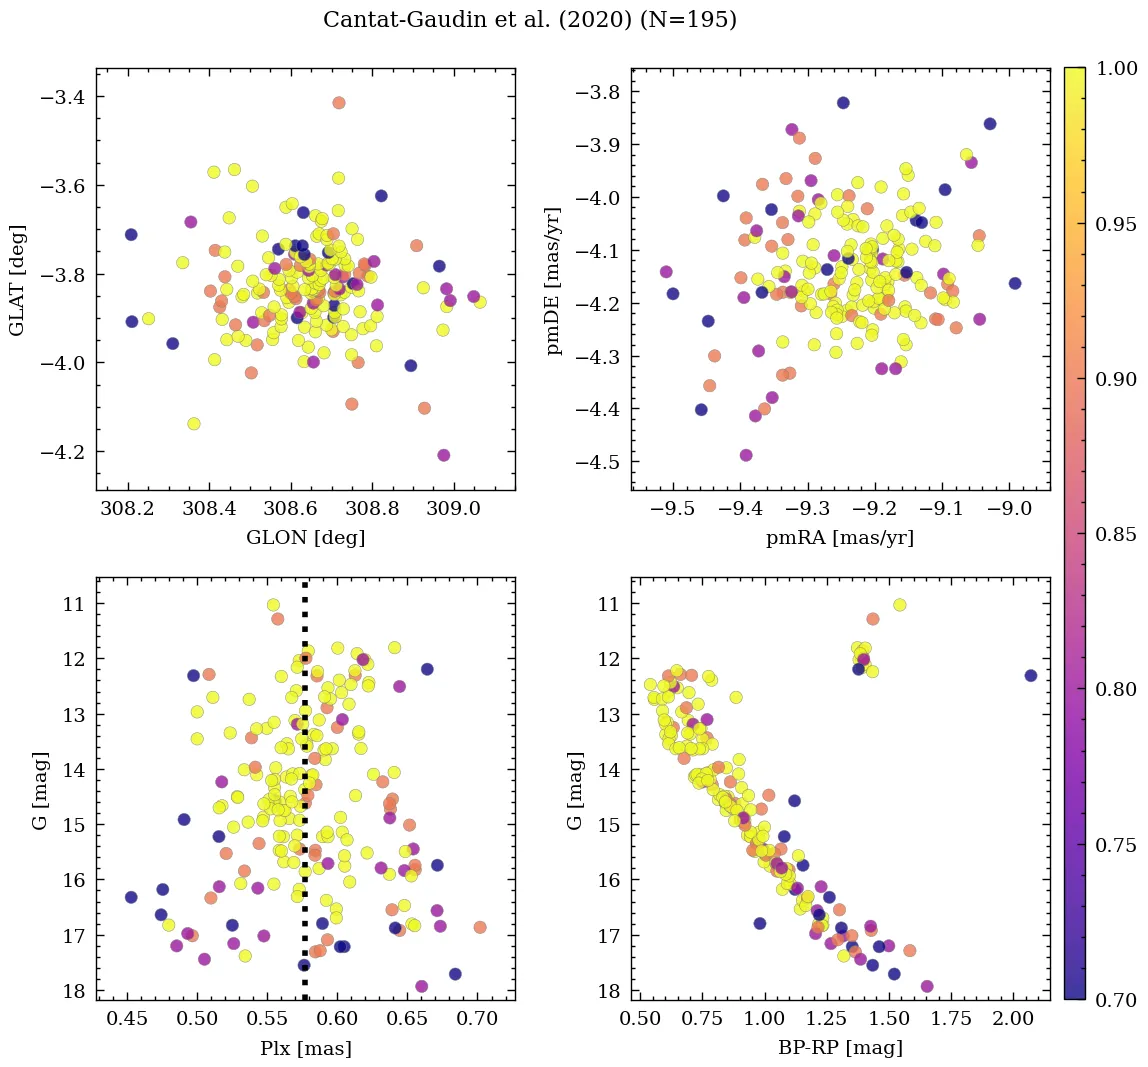 Cantat-Gaudin et al. (2020) (N=195)
−3.4
−3.6
−3.8
−4.0
−4.2
GLAT [deg]
308.2 308.4 308.6 308.8 309.0
GLON [deg]
−3.8
−3.9
−4.0
−4.1
−4.2
−4.3
−4.4
−4.5
pmDE [mas/yr]
−9.5 −9.4 −9.3 −9.2 −9.1 −9.0
pmRA [mas/yr]
11
12
13
14
15
16
17
18
G [mag]
0.45 0.50 0.55 0.60 0.65 0.70
Plx [mas]
11
12
13
14
15
16
17
18
G [mag]
0.50 0.75 1.00 1.25 1.50 1.75 2.00
BP-RP [mag]
1.00
0.95
0.90
0.85
0.80
0.75
0.70